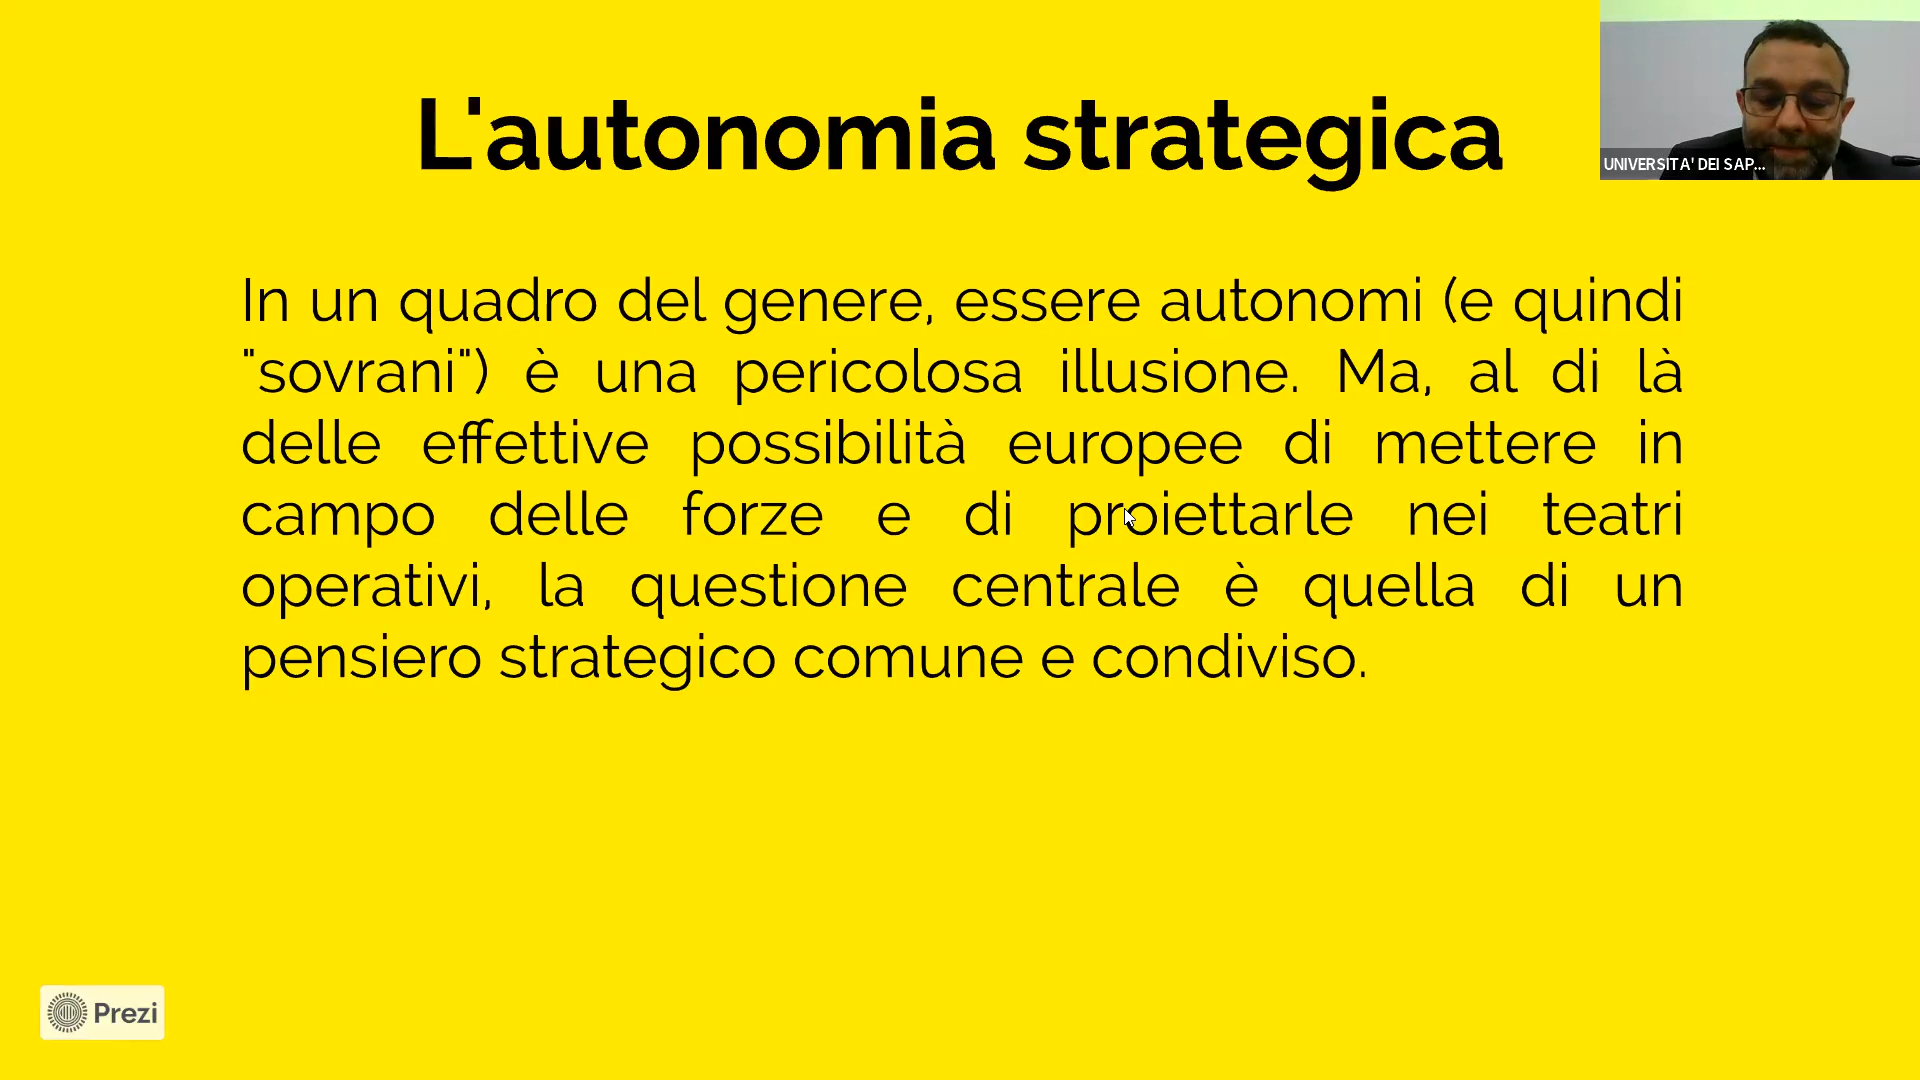 L'autonomia strategica
UNIVERSITA' DEI SAP...
In un quadro del genere, essere autonomi (e quindi
"sovrani") è una pericolosa illusione. Ma, al di là
delle effettive possibilità europee di mettere in
campo delle forze e di proiettarle nei teatri
operativi, la questione centrale è quella di un
pensiero strategico comune e condiviso.
Prezi